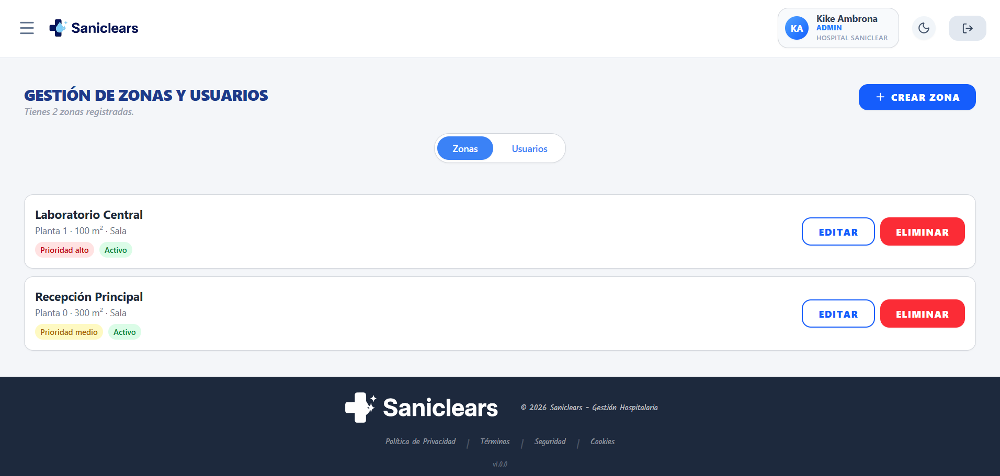 Saniclears
KA
Kike Ambrona
ADMIN
HOSPITAL SANICLEAR
GESTIÓN DE ZONAS Y USUARIOS
Tienes 2 zonas registradas.
+ CREAR ZONA
Zonas
Usuarios
Laboratorio Central
Planta 1 · 100 m² · Sala
Prioridad alto
Activo
EDITAR
ELIMINAR
Recepción Principal
Planta 0 · 300 m² · Sala
Prioridad medio
Activo
EDITAR
ELIMINAR
Saniclears
© 2026 Saniclears - Gestión Hospitalaria
Política de Privacidad / Términos / Seguridad / Cookies
v1.0.0